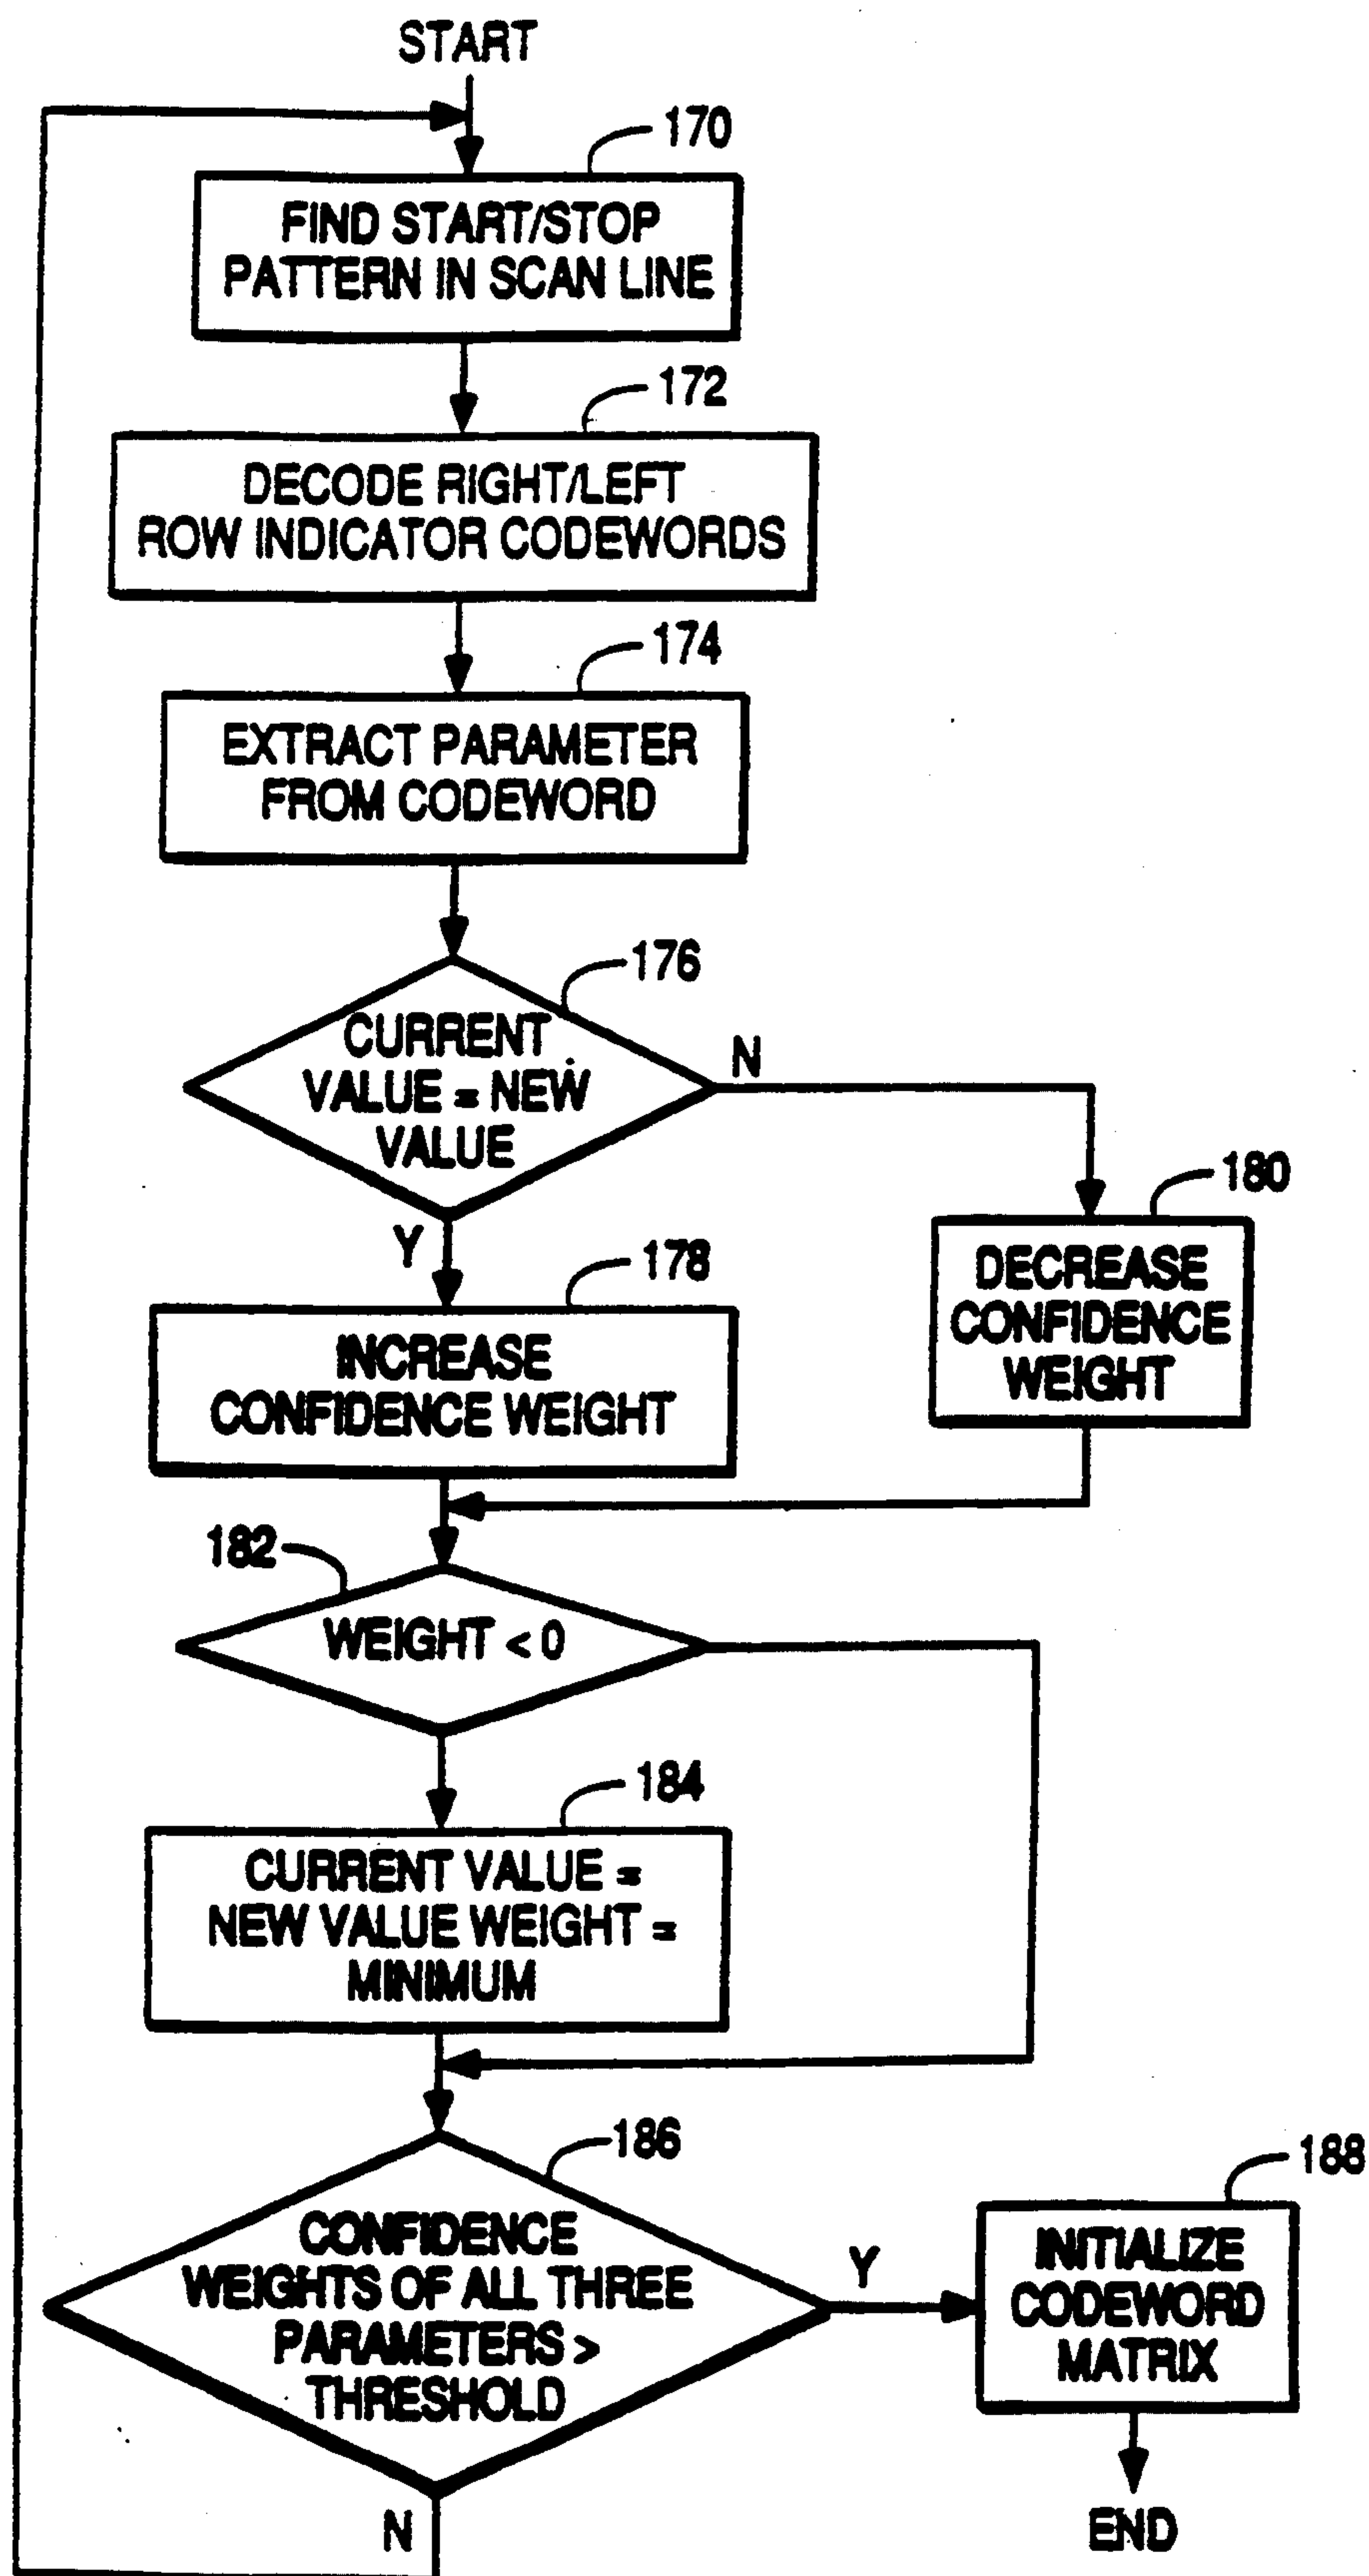 START
170
FIND START/STOP
PATTERN IN SCAN LINE
172
DECODE RIGHT/LEFT
ROW INDICATOR CODEWORDS
174
EXTRACT PARAMETER
FROM CODEWORD
176
CURRENT
VALUE = NEW
VALUE
N
Y
180
DECREASE
CONFIDENCE
WEIGHT
178
INCREASE
CONFIDENCE WEIGHT
182
WEIGHT < 0
184
CURRENT VALUE =
NEW VALUE WEIGHT =
MINIMUM
186
CONFIDENCE
WEIGHTS OF ALL THREE
PARAMETERS >
THRESHOLD
Y
N
188
INITIALIZE
CODEWORD
MATRIX
END